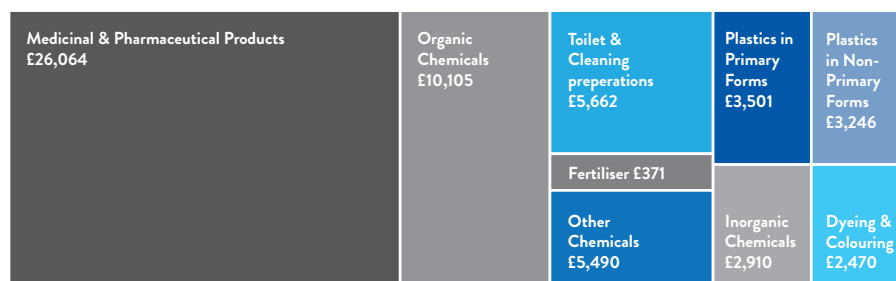 Medicinal & Pharmaceutical Products
£26,064
Organic
Chemicals
£10,105
Toilet &
Cleaning
preperations
£5,662
Fertiliser £371
Other
Chemicals
£5,490
Plastics in
Primary
Forms
£3,501
Inorganic
Chemicals
£2,910
Plastics
in Non-
Primary
Forms
£3,246
Dyeing &
Colouring
£2,470